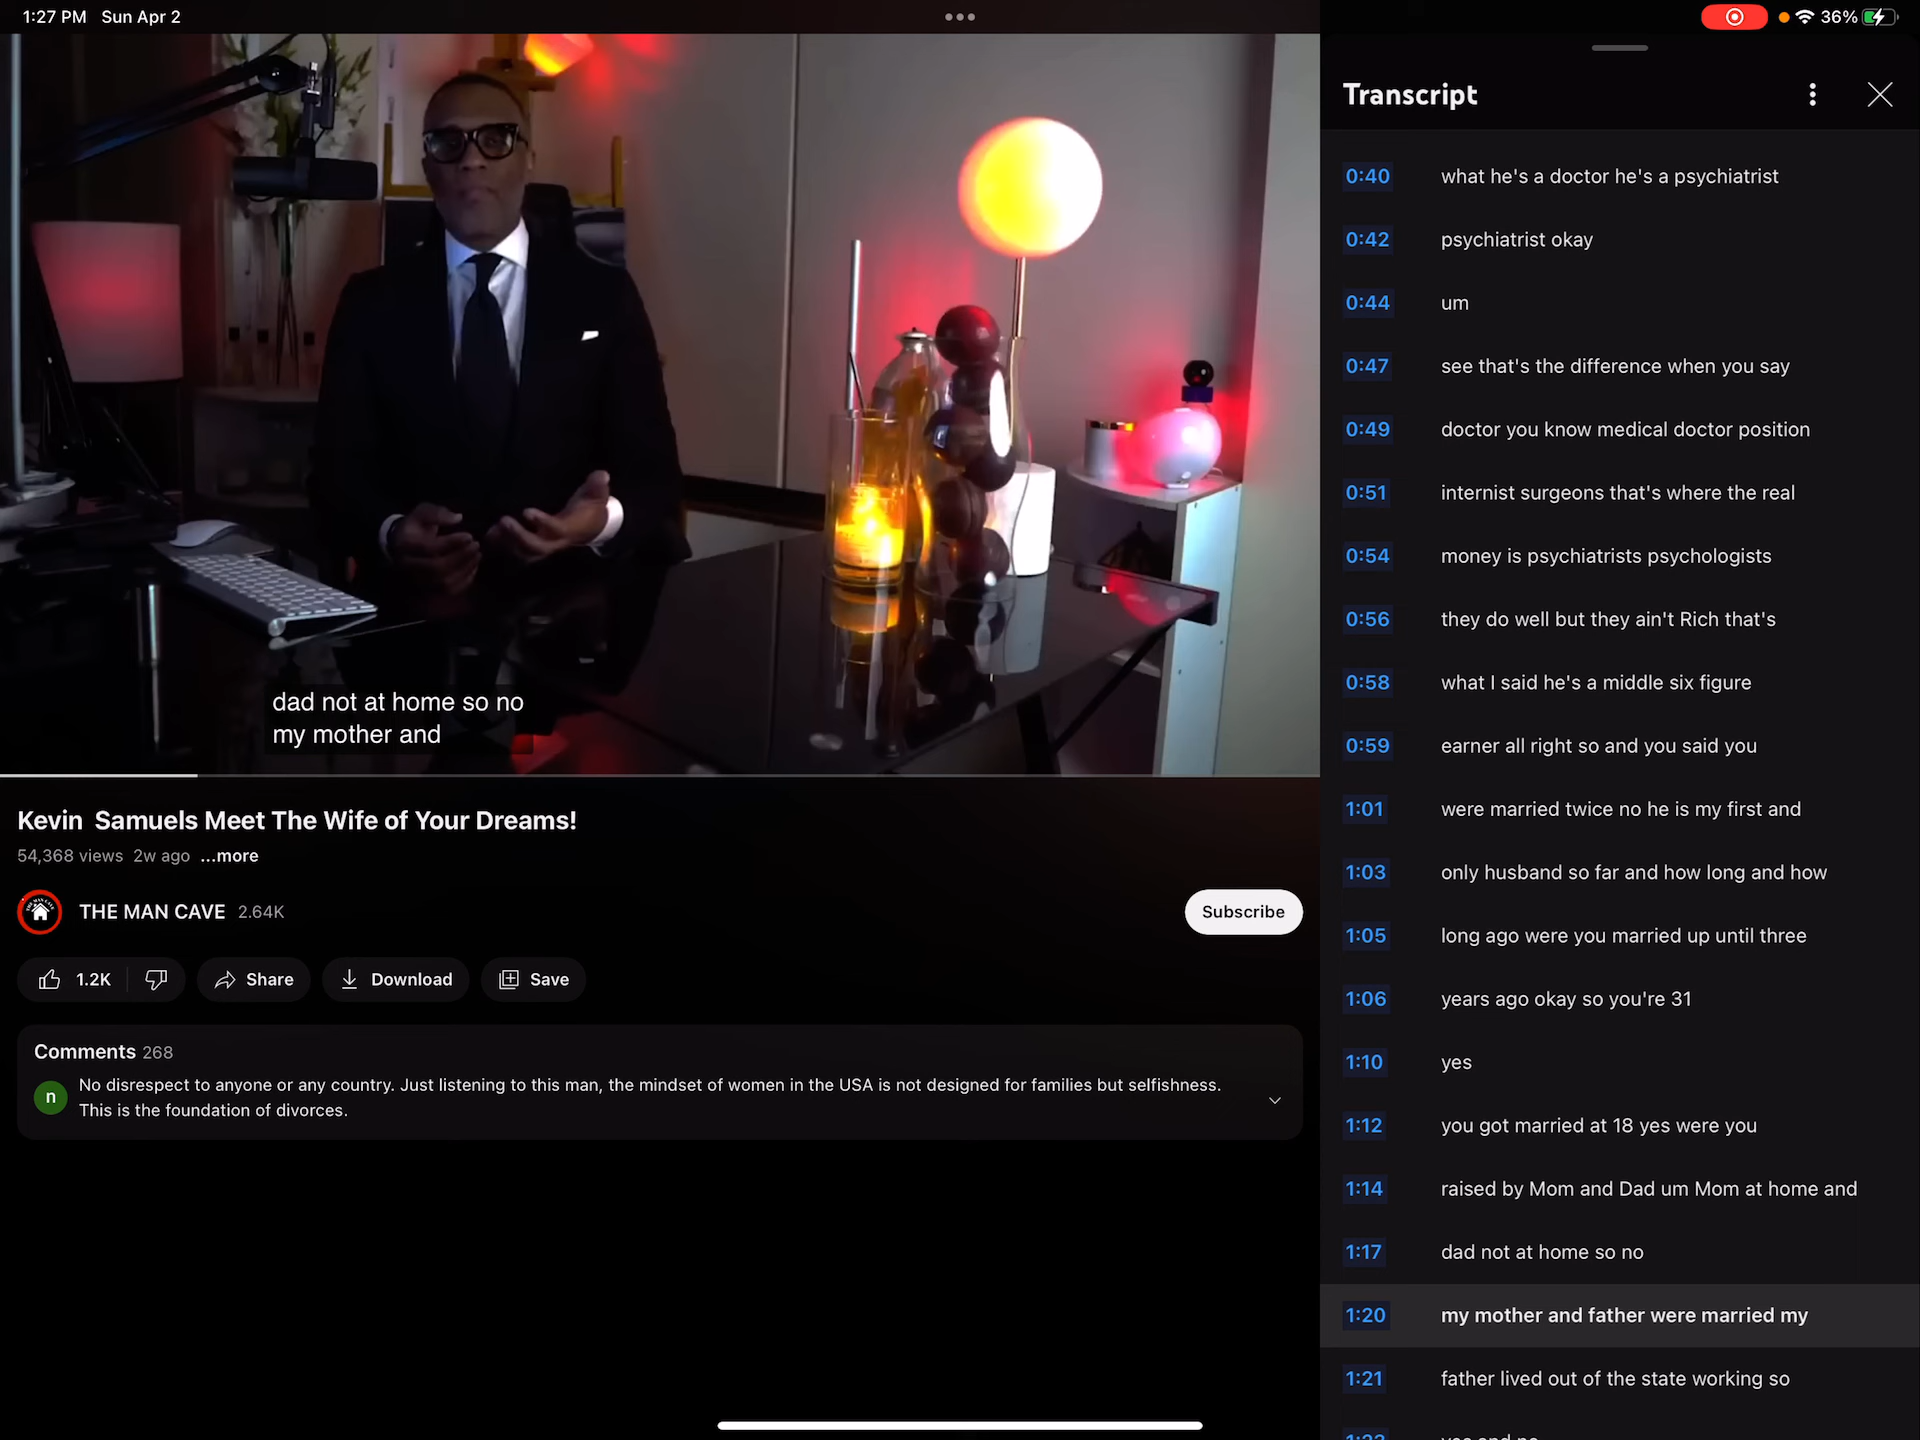 1:27 PM Sun Apr 2
36%
dad not at home so no
my mother and
Kevin Samuels Meet The Wife of Your Dreams!
54,368 views 2w ago ...more
THE MAN CAVE 2.64K
Subscribe
1.2K
Share
Download
Save
Comments 268
n
No disrespect to anyone or any country. Just listening to this man, the mindset of women in the USA is not designed for families but selfishness.
This is the foundation of divorces.
Transcript
0:40 what he's a doctor he's a psychiatrist
0:42 psychiatrist okay
0:44 um
0:47 see that's the difference when you say
0:49 doctor you know medical doctor position
0:51 internist surgeons that's where the real
0:54 money is psychiatrists psychologists
0:56 they do well but they ain't Rich that's
0:58 what I said he's a middle six figure
0:59 earner all right so and you said you
1:01 were married twice no he is my first and
1:03 only husband so far and how long and how
1:05 long ago were you married up until three
1:06 years ago okay so you're 31
1:10 yes
1:12 you got married at 18 yes were you
1:14 raised by Mom and Dad um Mom at home and
1:17 dad not at home so no
1:20 my mother and father were married my
1:21 father lived out of the state working so